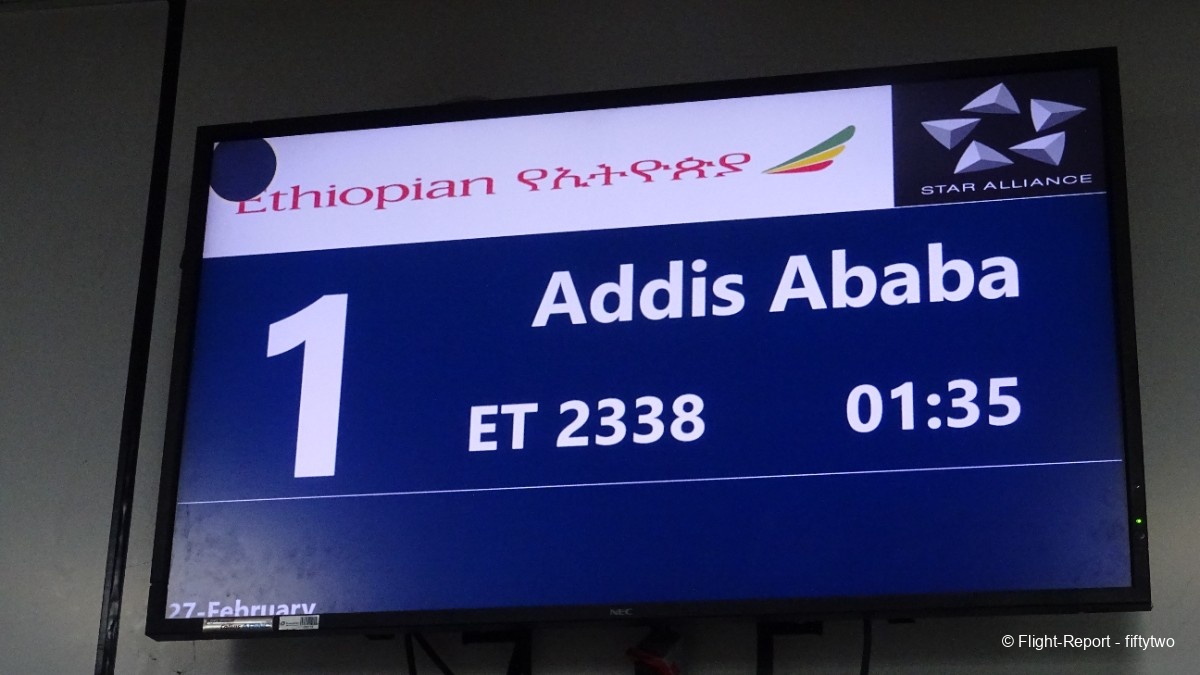 Ethiopian የኢትዮጵያ
STAR ALLIANCE
1
Addis Ababa
ET 2338
01:35
27-February
NEC
© Flight-Report - fiftytwo